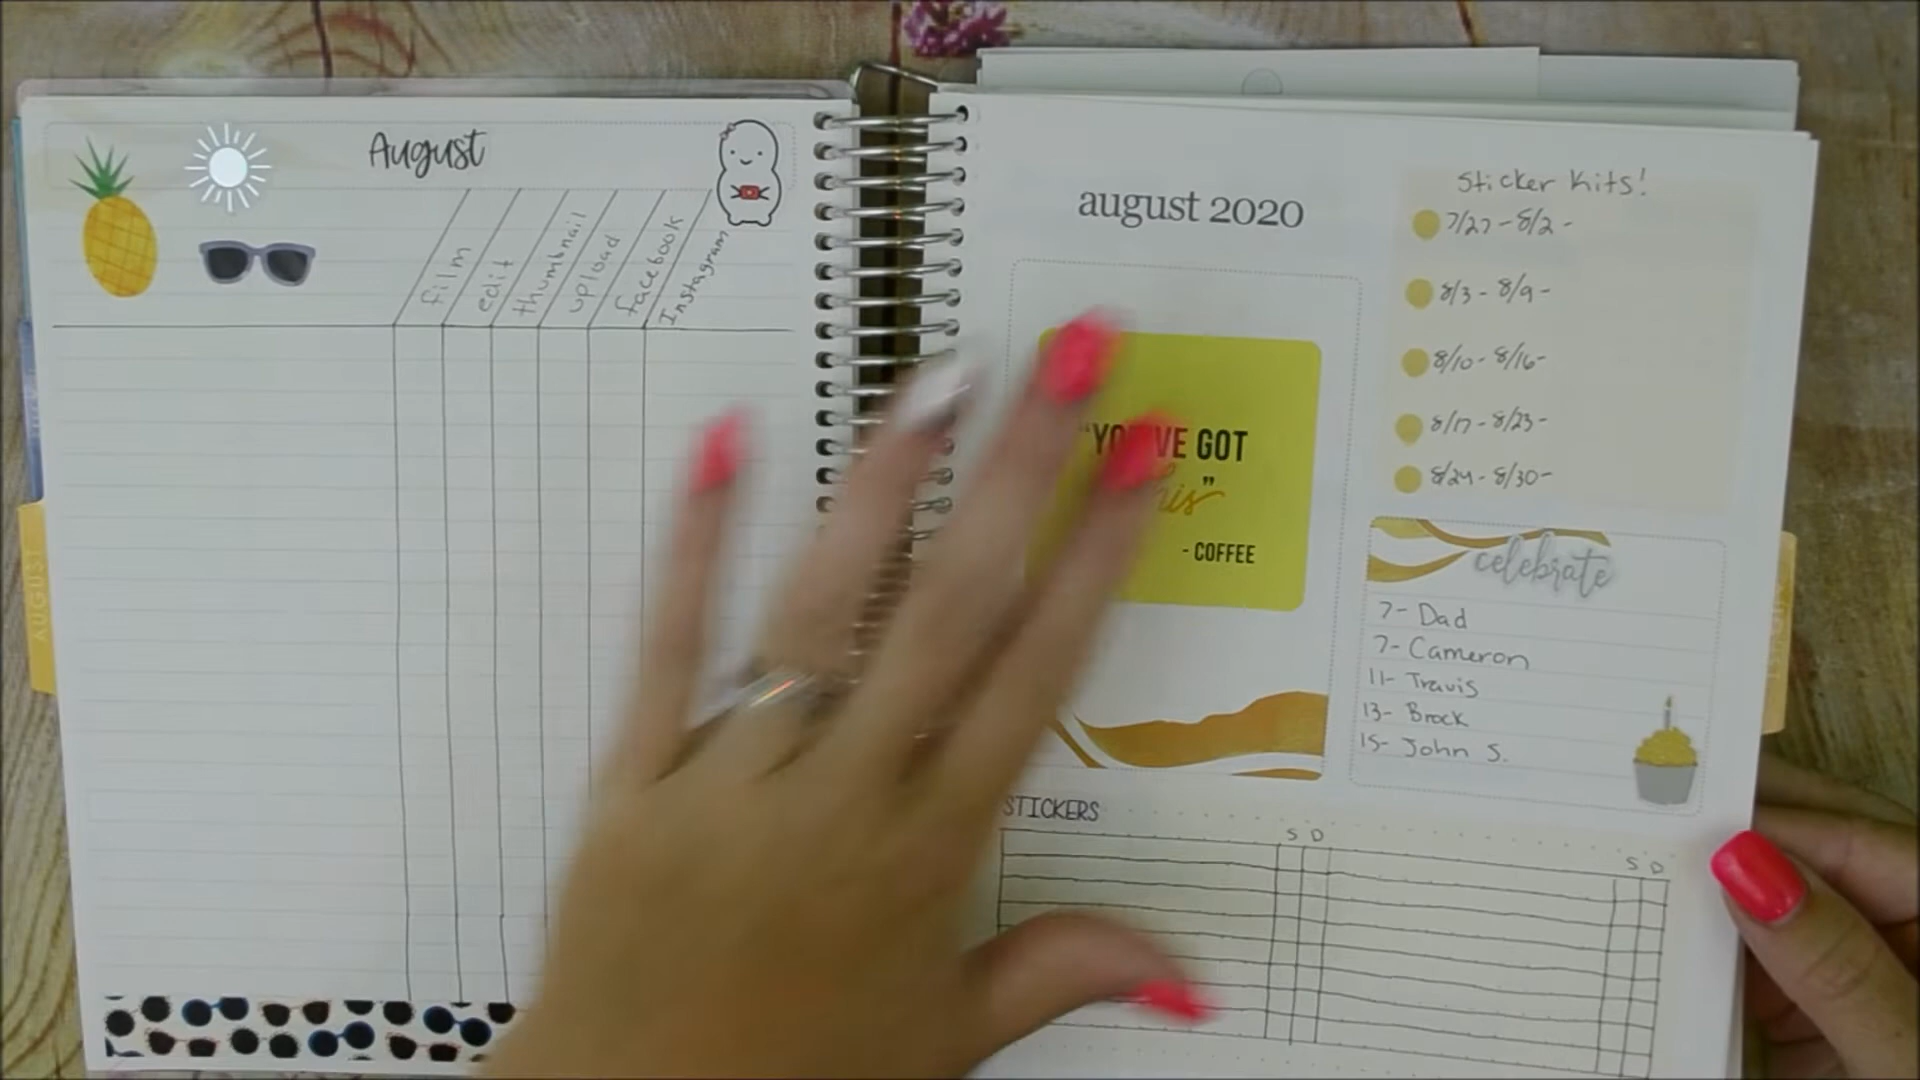 August
film
edit
thumbnail
upload
facebook
Instagram
AUGUST
august 2020
"YOU'VE GOT
this"
- COFFEE
Sticker Kits!
7/27 - 8/2 -
8/3 - 8/9 -
8/10 - 8/16 -
8/17 - 8/23 -
8/24 - 8/30 -
celebrate
7- Dad
7- Cameron
11- Travis
13- Brock
15- John S.
STICKERS
S D
S D